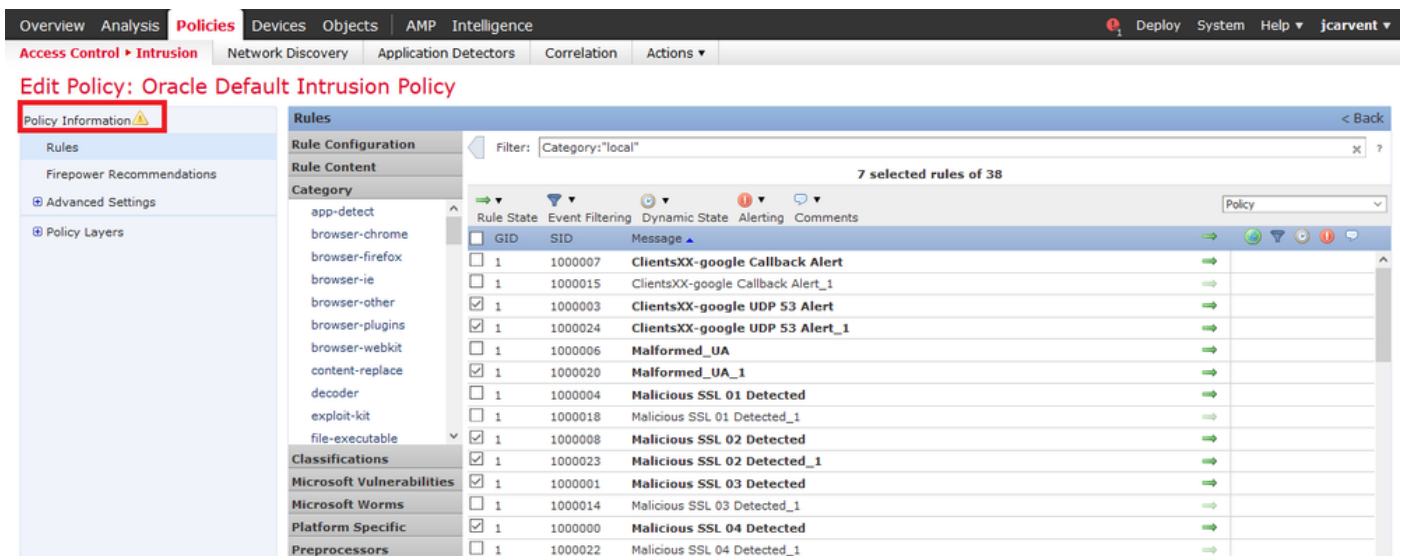 Overview Analysis Policies Devices Objects AMP Intelligence 1 Deploy System Help ▾ jcarvent ▾
Access Control ▸ Intrusion Network Discovery Application Detectors Correlation Actions ▾
Edit Policy: Oracle Default Intrusion Policy
Policy Information
Rules
Firepower Recommendations
Advanced Settings
Policy Layers
Rules < Back
Rule Configuration
Rule Content
Category
app-detect
browser-chrome
browser-firefox
browser-ie
browser-other
browser-plugins
browser-webkit
content-replace
decoder
exploit-kit
file-executable
Classifications
Microsoft Vulnerabilities
Microsoft Worms
Platform Specific
Preprocessors
Filter: Category:"local" × ?
7 selected rules of 38
Rule State Event Filtering Dynamic State Alerting Comments
Policy
GID SID Message
1 1000007 ClientsXX-google Callback Alert
1 1000015 ClientsXX-google Callback Alert_1
1 1000003 ClientsXX-google UDP 53 Alert
1 1000024 ClientsXX-google UDP 53 Alert_1
1 1000006 Malformed_UA
1 1000020 Malformed_UA_1
1 1000004 Malicious SSL 01 Detected
1 1000018 Malicious SSL 01 Detected_1
1 1000008 Malicious SSL 02 Detected
1 1000023 Malicious SSL 02 Detected_1
1 1000001 Malicious SSL 03 Detected
1 1000014 Malicious SSL 03 Detected_1
1 1000000 Malicious SSL 04 Detected
1 1000022 Malicious SSL 04 Detected_1